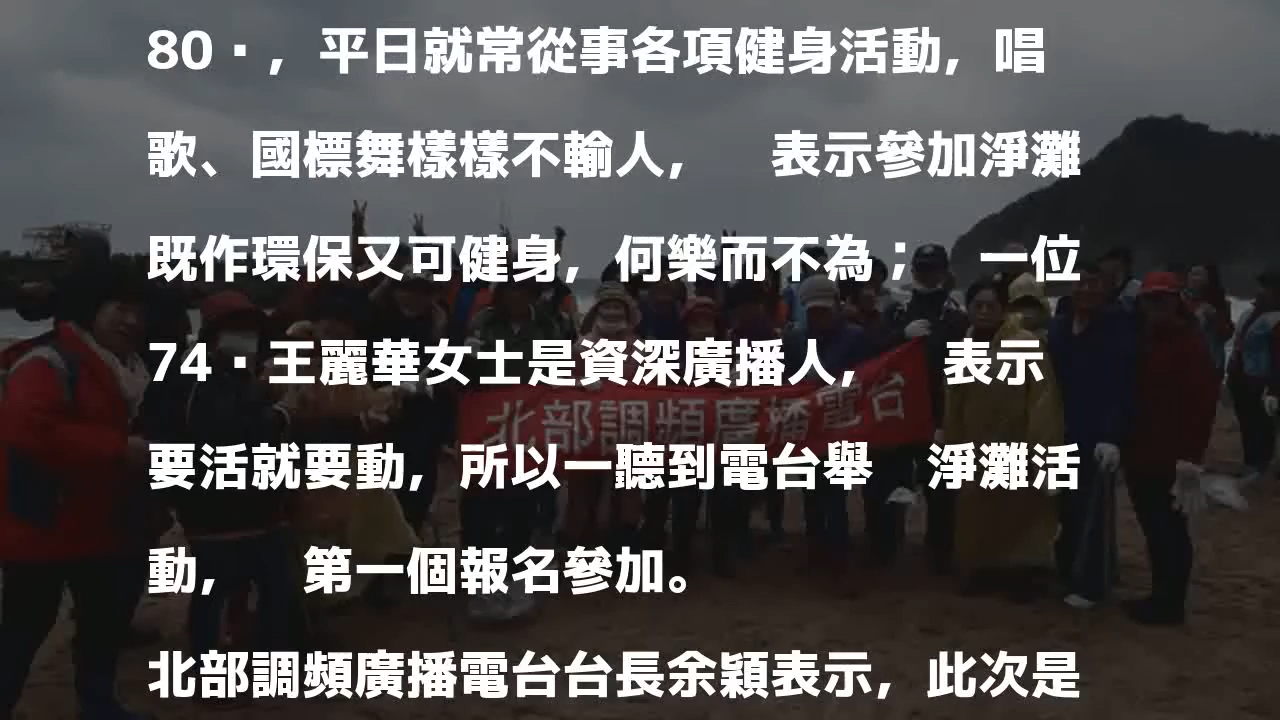 80·，平日就常從事各項健身活動，唱
歌、國標舞樣樣不輸人，　表示參加淨灘
既作環保又可健身，何樂而不為；　一位
74·王麗華女士是資深廣播人，　表示
北部調頻廣播電台
要活就要動，所以一聽到電台舉　淨灘活
動，　第一個報名參加。
北部調頻廣播電台台長余穎表示，此次是